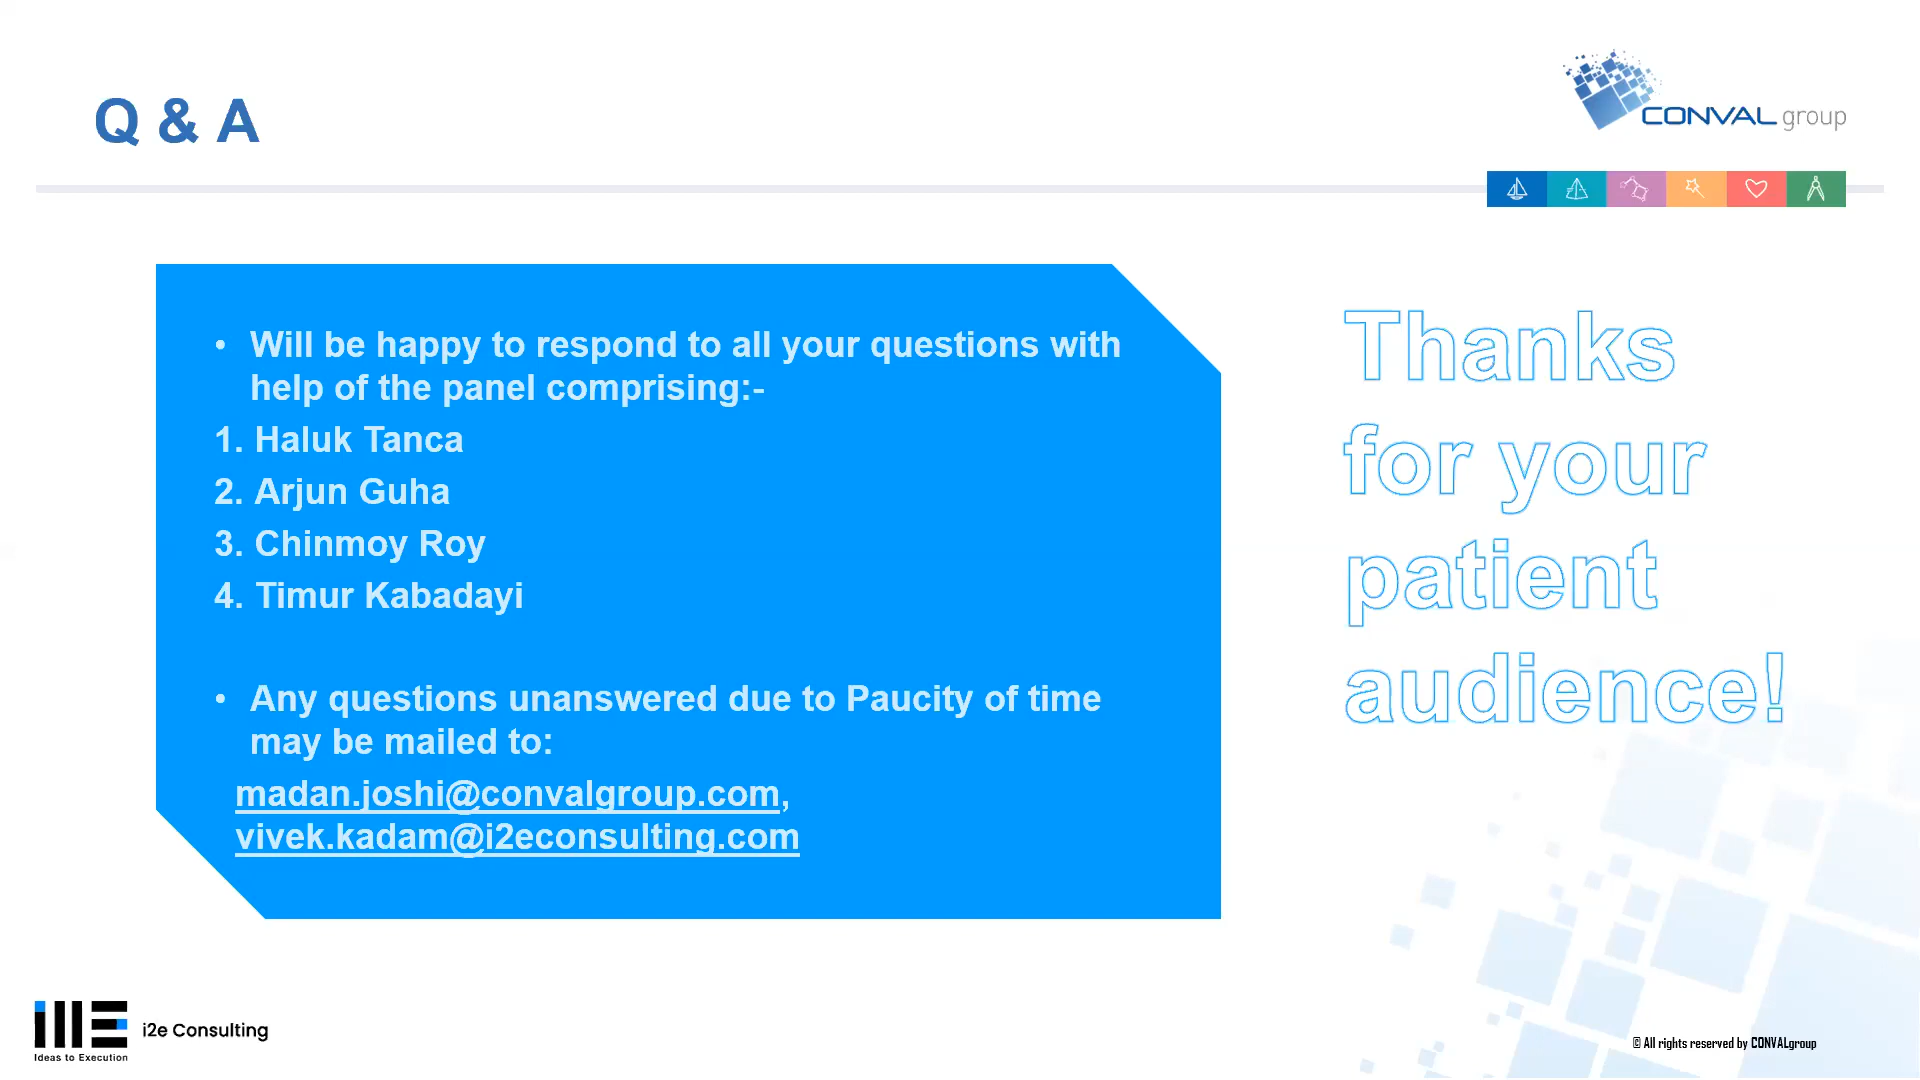 Q & A
CONVAL group
• Will be happy to respond to all your questions with
help of the panel comprising:-
1. Haluk Tanca
2. Arjun Guha
3. Chinmoy Roy
4. Timur Kabadayi
• Any questions unanswered due to Paucity of time
may be mailed to:
madan.joshi@convalgroup.com,
vivek.kadam@i2econsulting.com
Thanks
for your
patient
audience!
i2e Consulting
Ideas to Execution
© All rights reserved by CONVALgroup